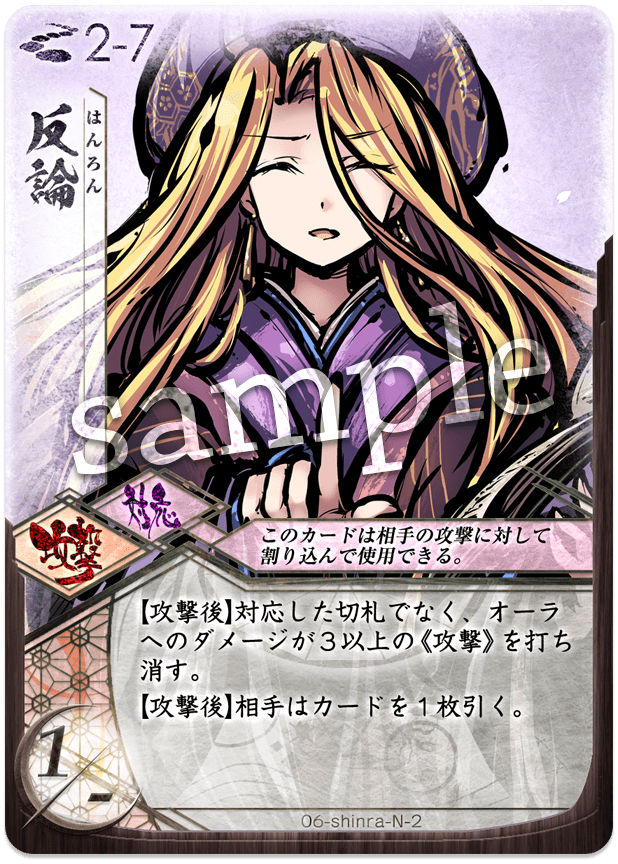 2-7
反論
はんろん
sample
攻撃
対応
このカードは相手の攻撃に対して
割り込んで使用できる。
【攻撃後】対応した切札でなく、オーラ
へのダメージが3以上の《攻撃》を打ち
消す。
【攻撃後】相手はカードを1枚引く。
1/-
06-shinra-N-2